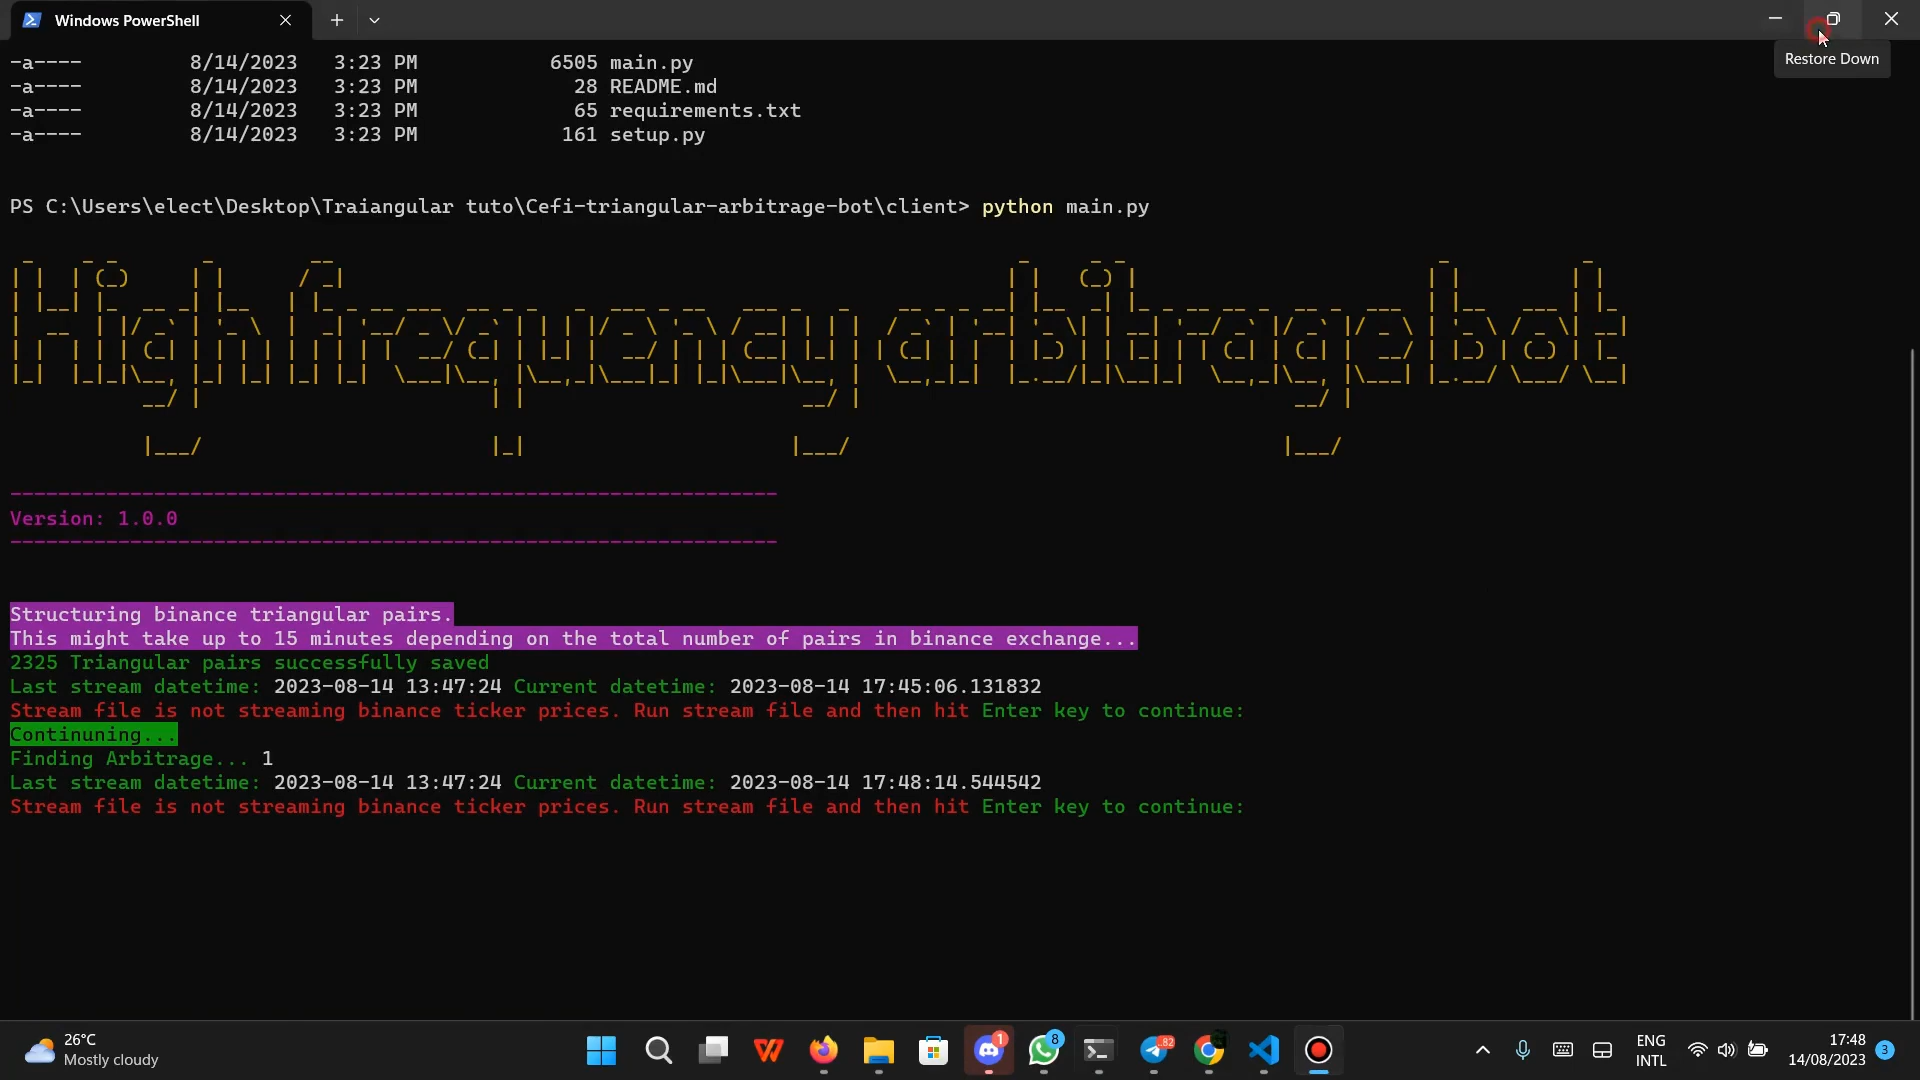 Windows PowerShell
Restore Down
-a---- 8/14/2023 3:23 PM 6505 main.py
-a---- 8/14/2023 3:23 PM 28 README.md
-a---- 8/14/2023 3:23 PM 65 requirements.txt
-a---- 8/14/2023 3:23 PM 161 setup.py
PS C:\Users\elect\Desktop\Traiangular tuto\Cefi-triangular-arbitrage-bot\client> python main.py
High frequency arbitrage bot
Version: 1.0.0
Structuring binance triangular pairs.
This might take up to 15 minutes depending on the total number of pairs in binance exchange...
2325 Triangular pairs successfully saved
Last stream datetime: 2023-08-14 13:47:24 Current datetime: 2023-08-14 17:45:06.131832
Stream file is not streaming binance ticker prices. Run stream file and then hit Enter key to continue:
Continuning...
Finding Arbitrage... 1
Last stream datetime: 2023-08-14 13:47:24 Current datetime: 2023-08-14 17:48:14.544542
Stream file is not streaming binance ticker prices. Run stream file and then hit Enter key to continue:
26°C
Mostly cloudy
1
8
82
ENG
INTL
17:48
14/08/2023
3